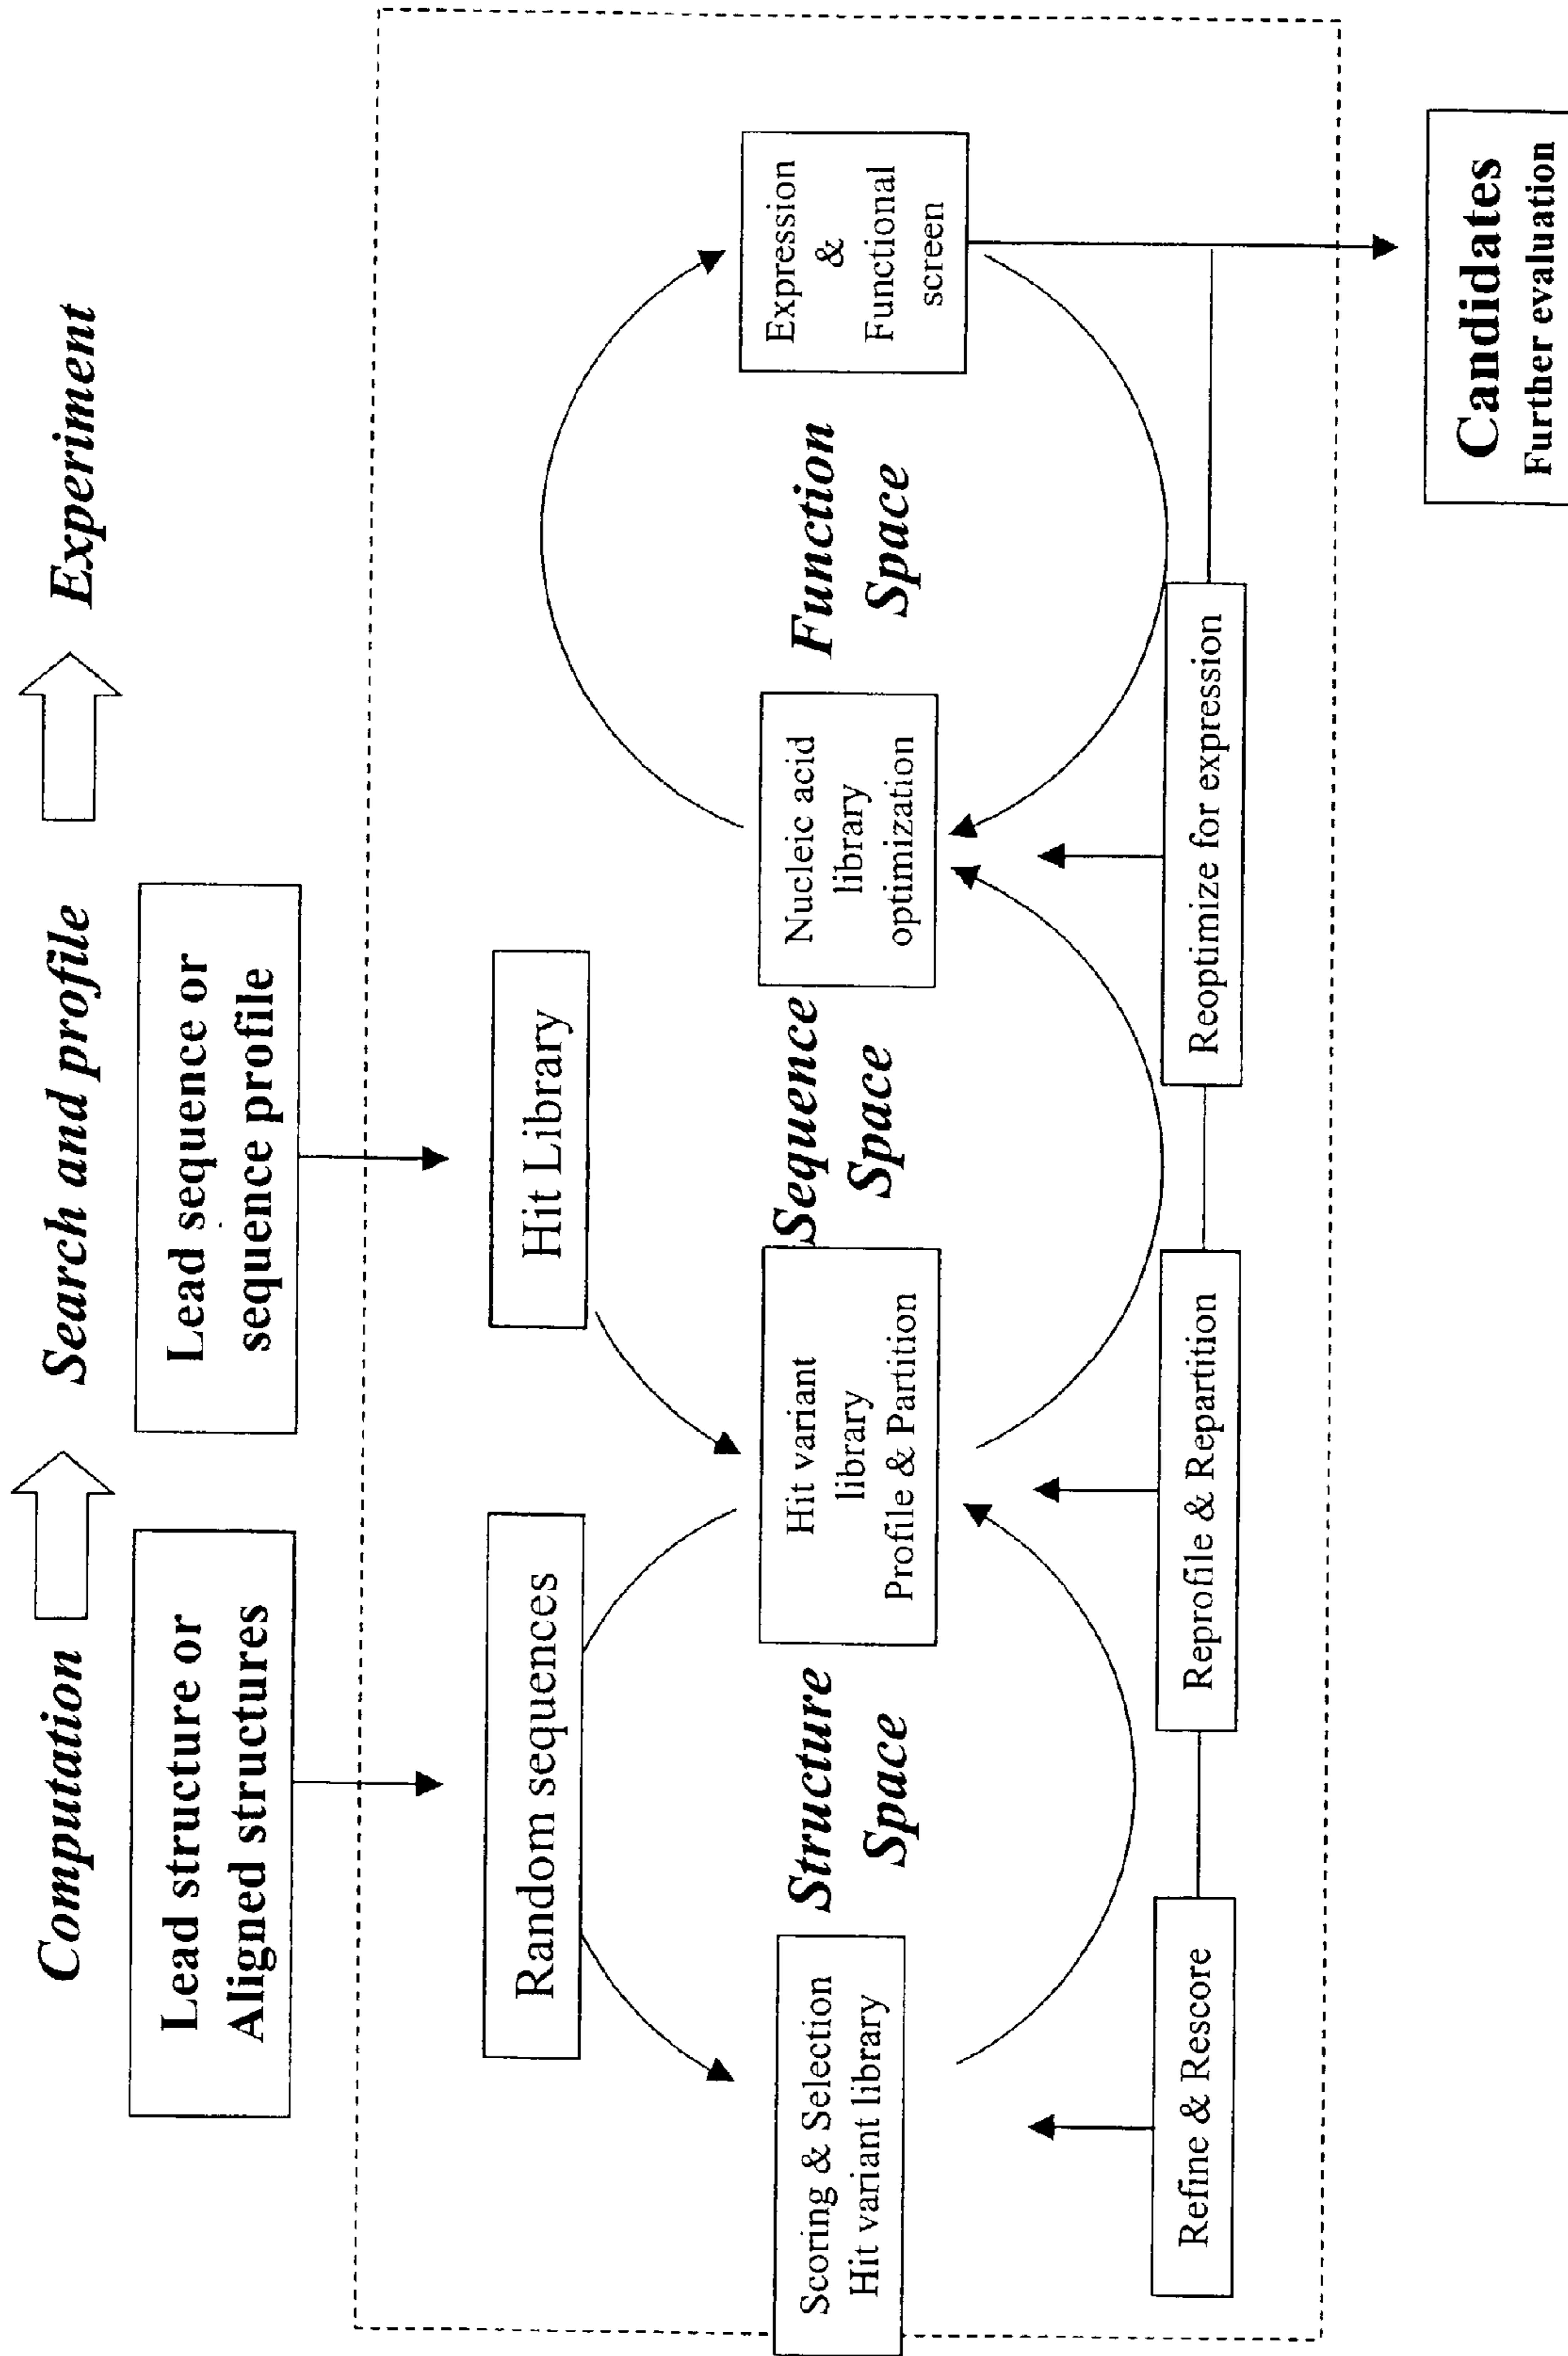 Computation
Search and profile
Experiment
Lead structure or
Aligned structures
Lead sequence or
sequence profile
Random sequences
Hit Library
Scoring & Selection
Hit variant library
Structure
Space
Hit variant
library
Profile & Partition
Sequence
Space
Nucleic acid
library
optimization
Function
Space
Expression
&
Functional
screen
Refine & Rescore
Reprofile & Repartition
Reoptimize for expression
Candidates
Further evaluation